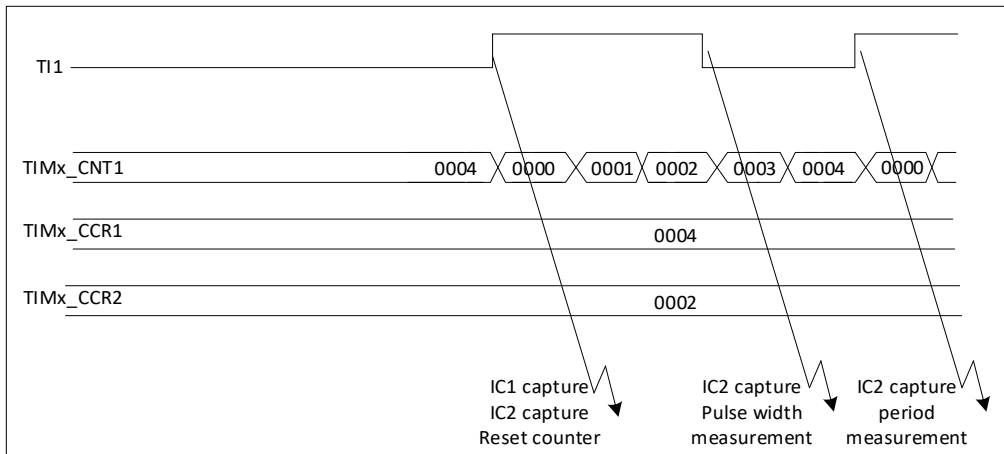 TI1
TIMx_CNT1
0004 0000 0001 0002 0003 0004 0000
TIMx_CCR1
0004
TIMx_CCR2
0002
IC1 capture
IC2 capture
Reset counter
IC2 capture
Pulse width
measurement
IC2 capture
period
measurement